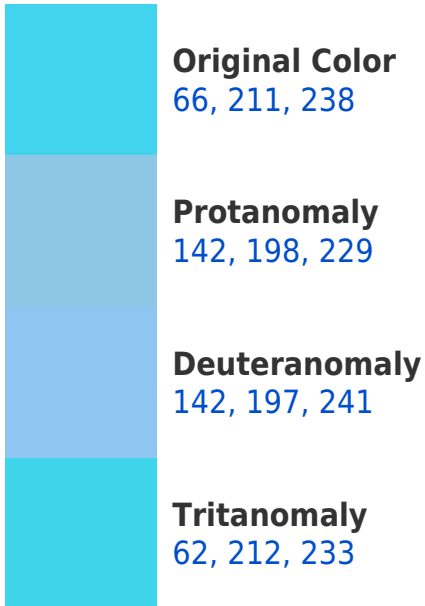 Original Color
66, 211, 238
Protanomaly
142, 198, 229
Deuteranomaly
142, 197, 241
Tritanomaly
62, 212, 233